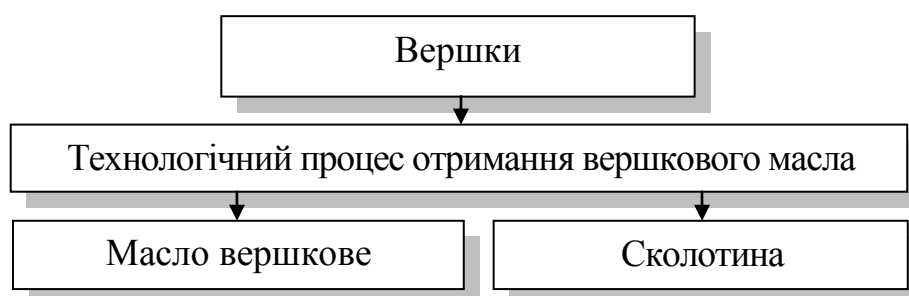 Вершки
Технологічний процес отримання вершкового масла
Масло вершкове
Сколотина